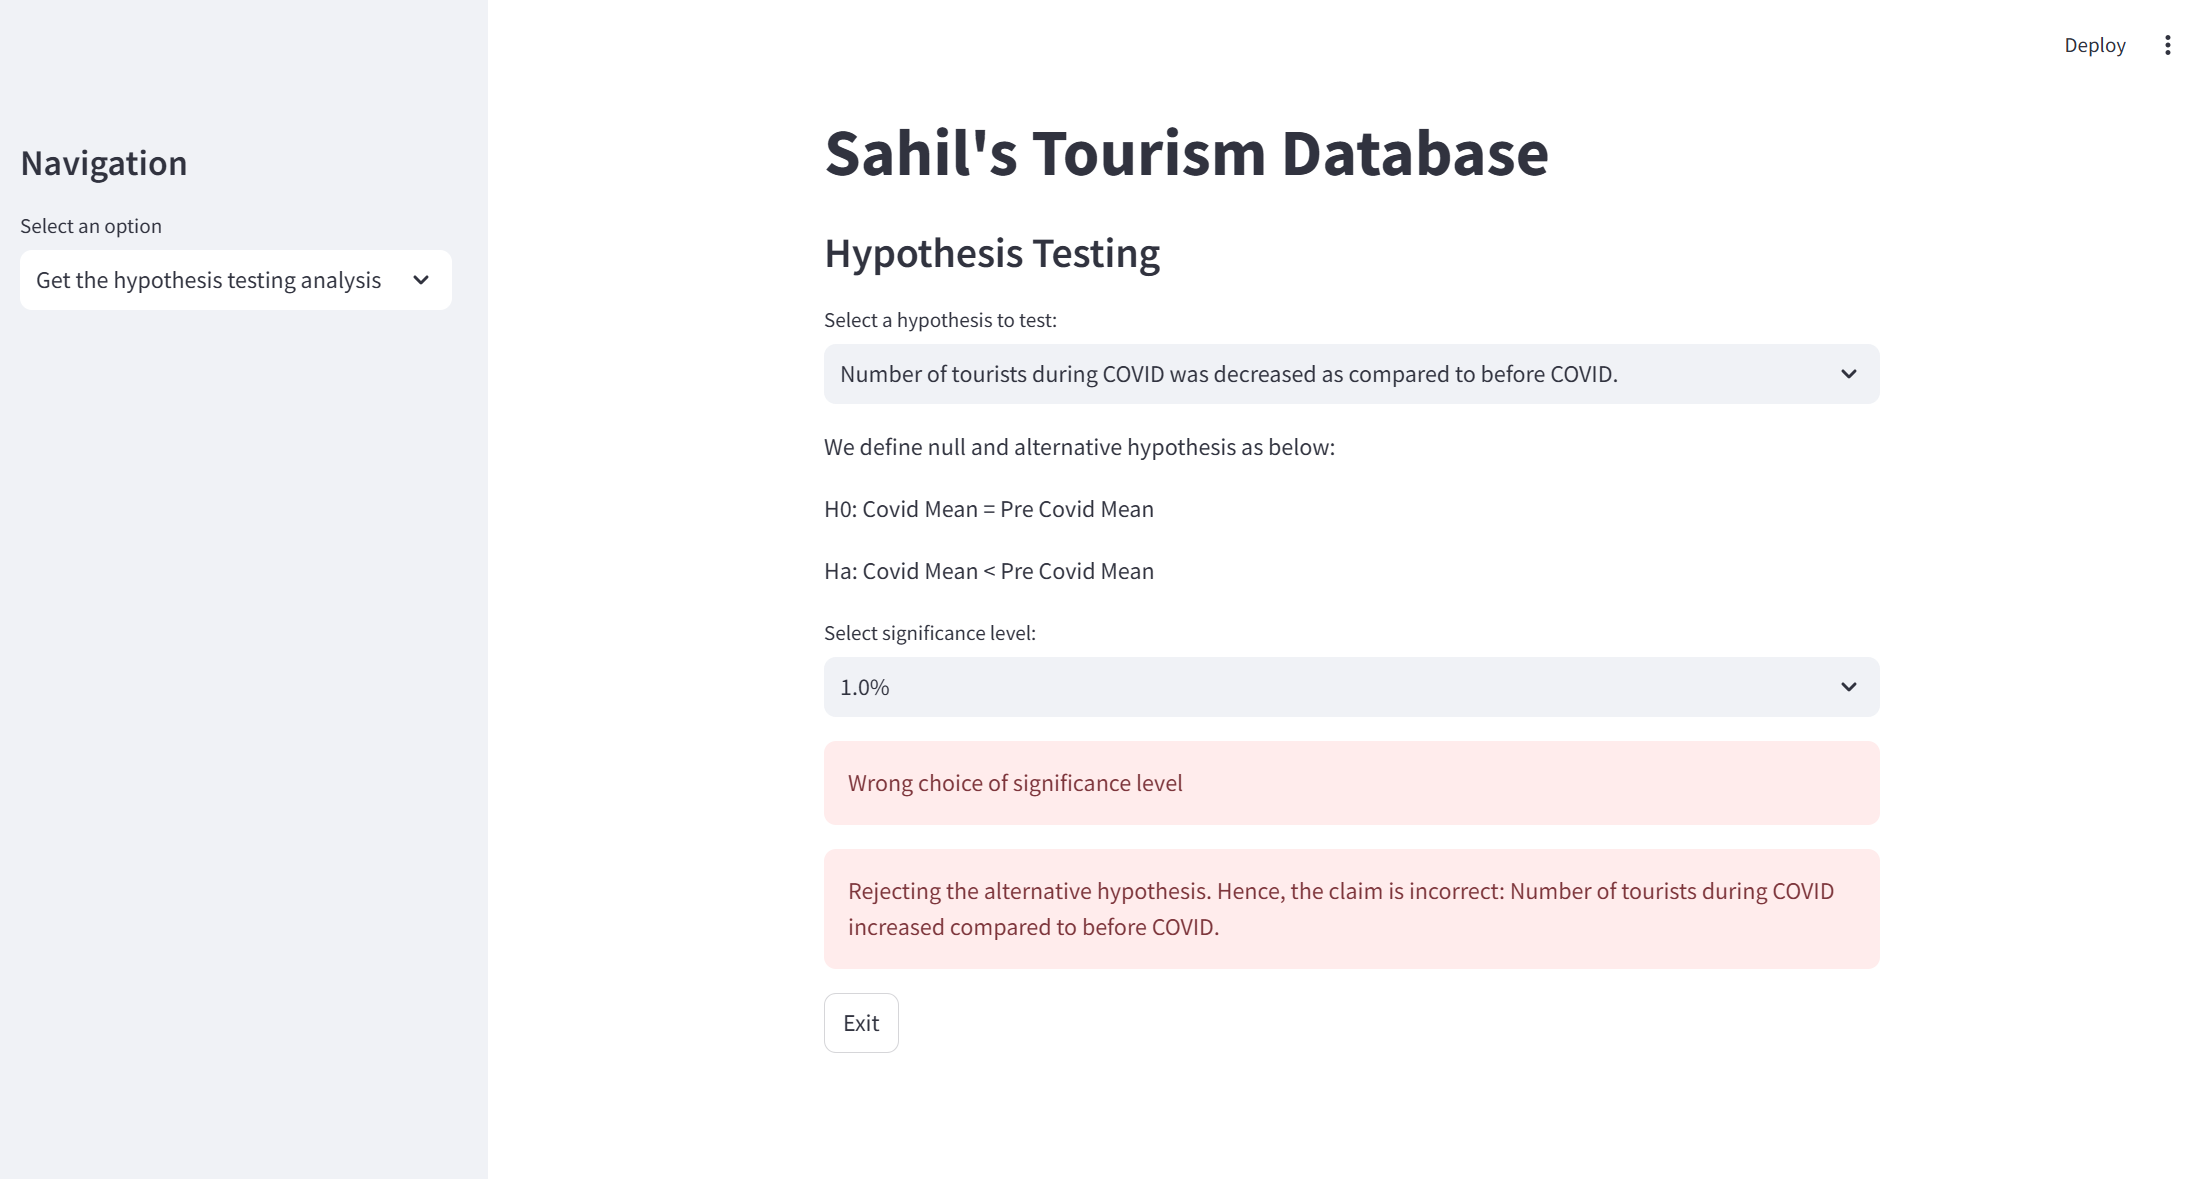 Deploy
Navigation
Select an option
Get the hypothesis testing analysis
Sahil's Tourism Database
Hypothesis Testing
Select a hypothesis to test:
Number of tourists during COVID was decreased as compared to before COVID.
We define null and alternative hypothesis as below:
H0: Covid Mean = Pre Covid Mean
Ha: Covid Mean < Pre Covid Mean
Select significance level:
1.0%
Wrong choice of significance level
Rejecting the alternative hypothesis. Hence, the claim is incorrect: Number of tourists during COVID
increased compared to before COVID.
Exit